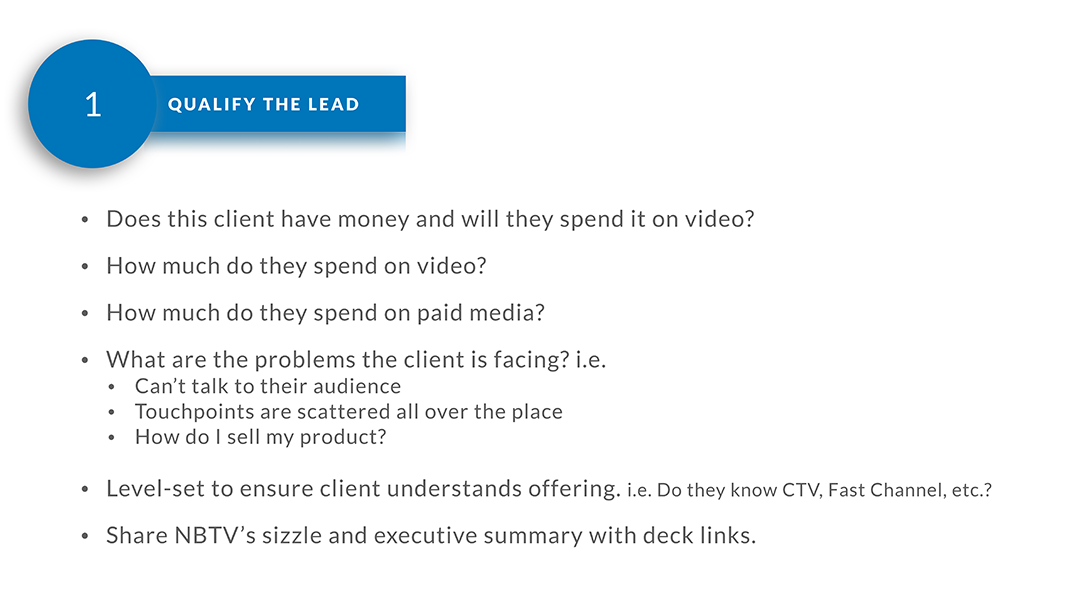 1
QUALIFY THE LEAD
• Does this client have money and will they spend it on video?
• How much do they spend on video?
• How much do they spend on paid media?
• What are the problems the client is facing? i.e.
• Can’t talk to their audience
• Touchpoints are scattered all over the place
• How do I sell my product?
• Level-set to ensure client understands offering. i.e. Do they know CTV, Fast Channel, etc.?
• Share NBTV’s sizzle and executive summary with deck links.